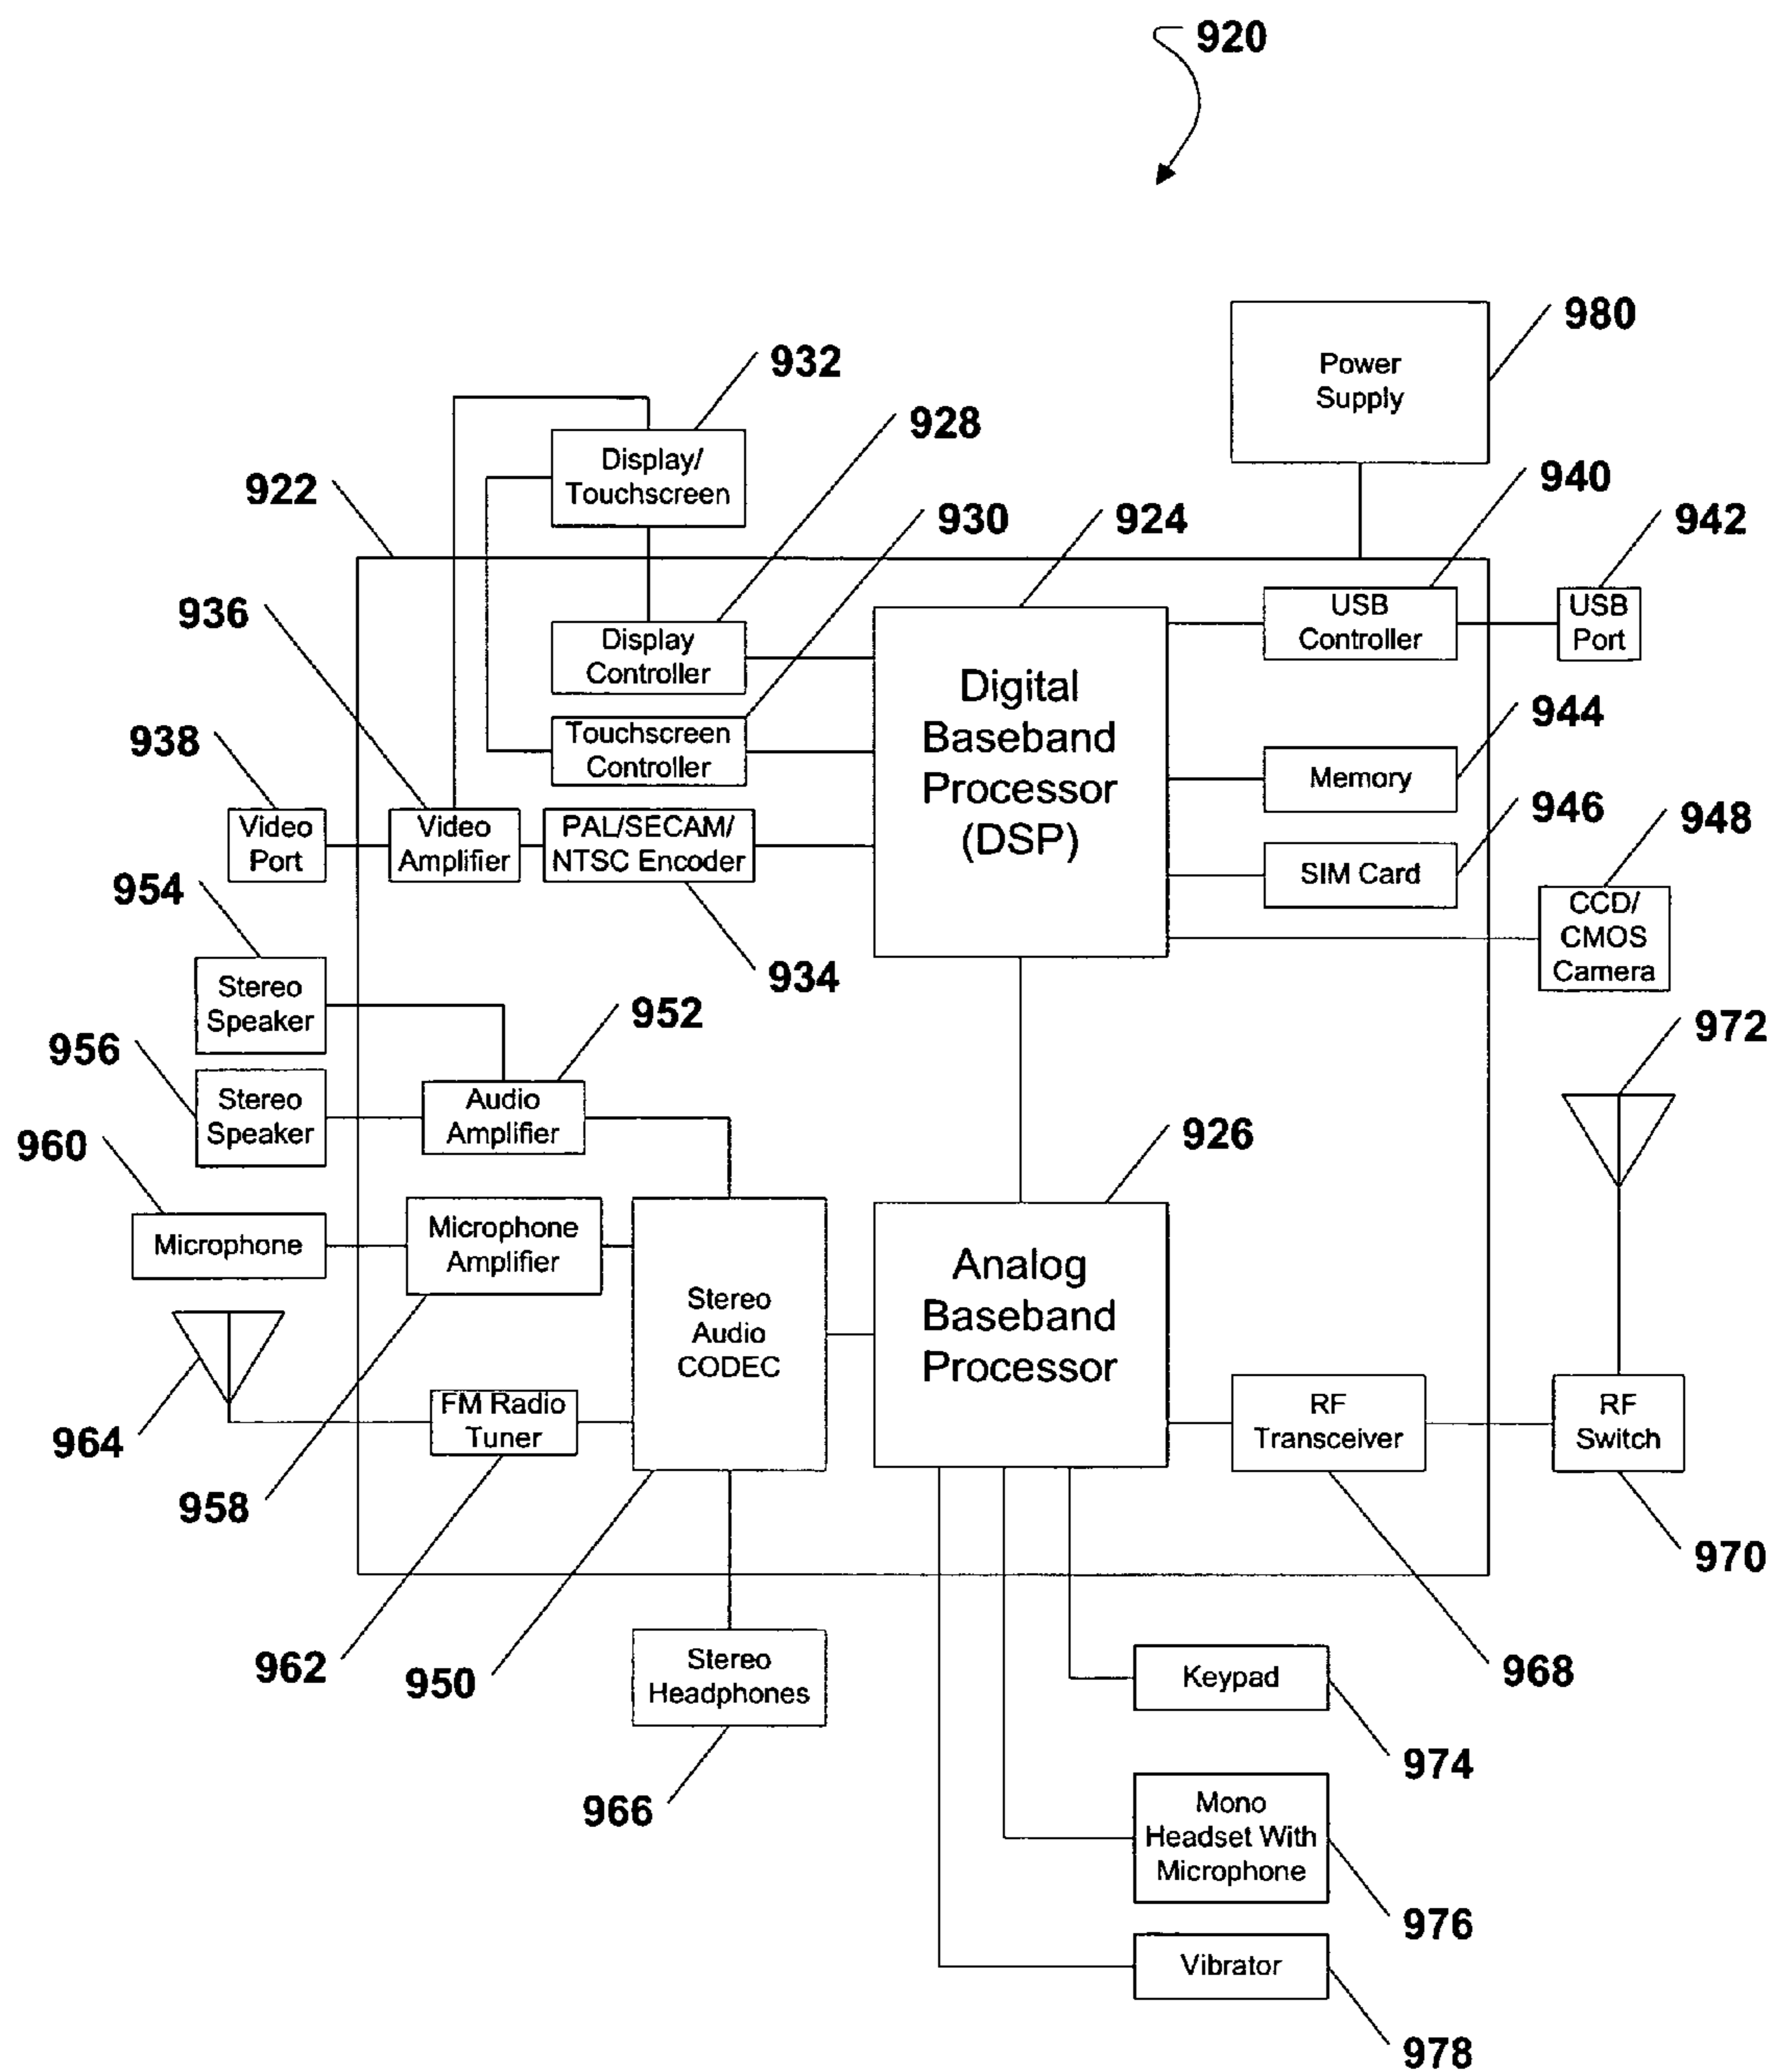 920
980
Power
Supply
932
928
Display/
Touchscreen
922
930
924
940
942
936
USB
Controller
USB
Port
Display
Controller
Digital
Baseband
Processor
(DSP)
938
Touchscreen
Controller
944
Memory
Video
Port
Video
Amplifier
PAL/SECAM/
NTSC Encoder
946
948
SIM Card
954
CCD/
CMOS
Camera
934
Stereo
Speaker
952
972
956
Stereo
Speaker
Audio
Amplifier
960
926
Microphone
Microphone
Amplifier
Analog
Baseband
Processor
Stereo
Audio
CODEC
FM Radio
Tuner
RF
Transceiver
RF
Switch
964
958
970
962
950
Stereo
Headphones
Keypad
968
974
966
Mono
Headset With
Microphone
976
Vibrator
978